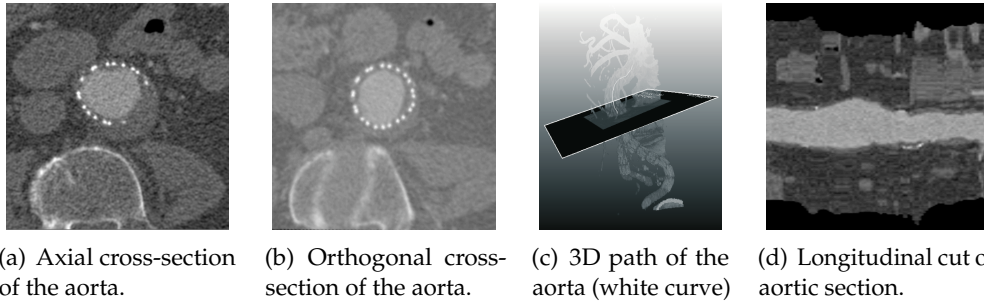 (a) Axial cross-section
of the aorta.
(b) Orthogonal cross-
section of the aorta.
(c) 3D path of the
aorta (white curve)
(d) Longitudinal cut o
aortic section.